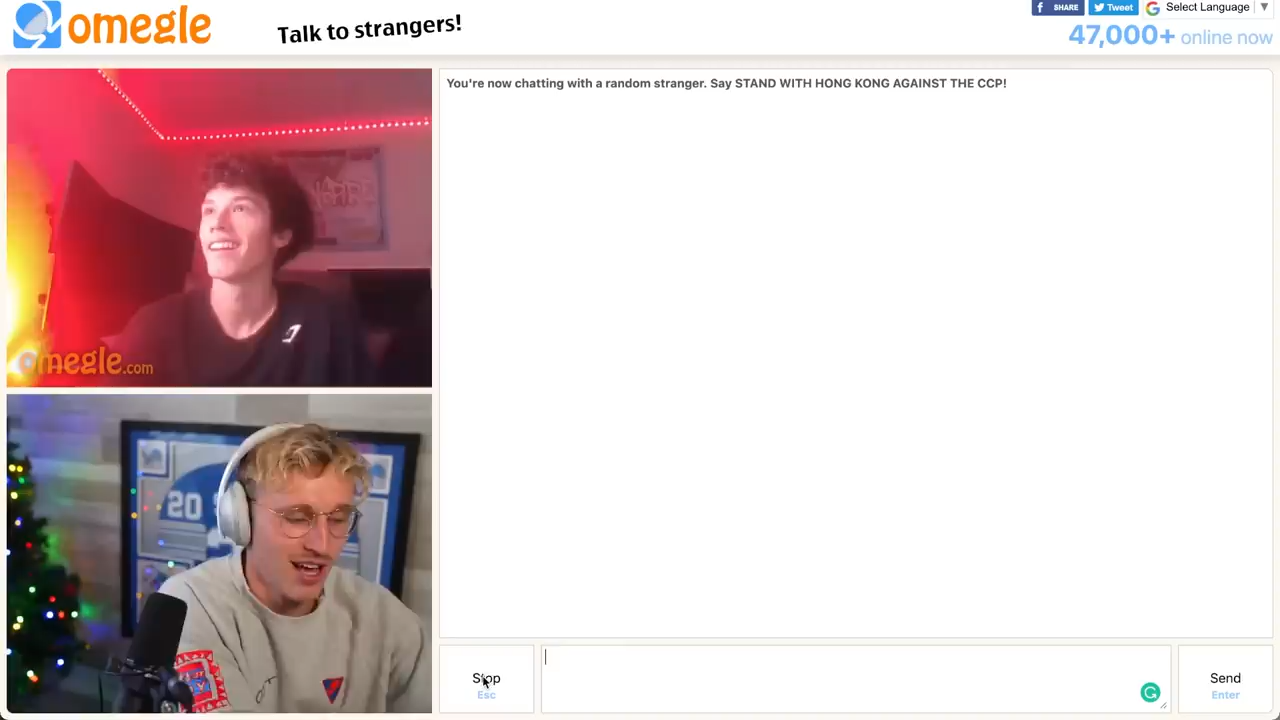 omegle
Talk to strangers!
SHARE
Tweet
Select Language ▼
47,000+ online now
You're now chatting with a random stranger. Say STAND WITH HONG KONG AGAINST THE CCP!
omegle.com
20
Stop
Esc
Send
Enter